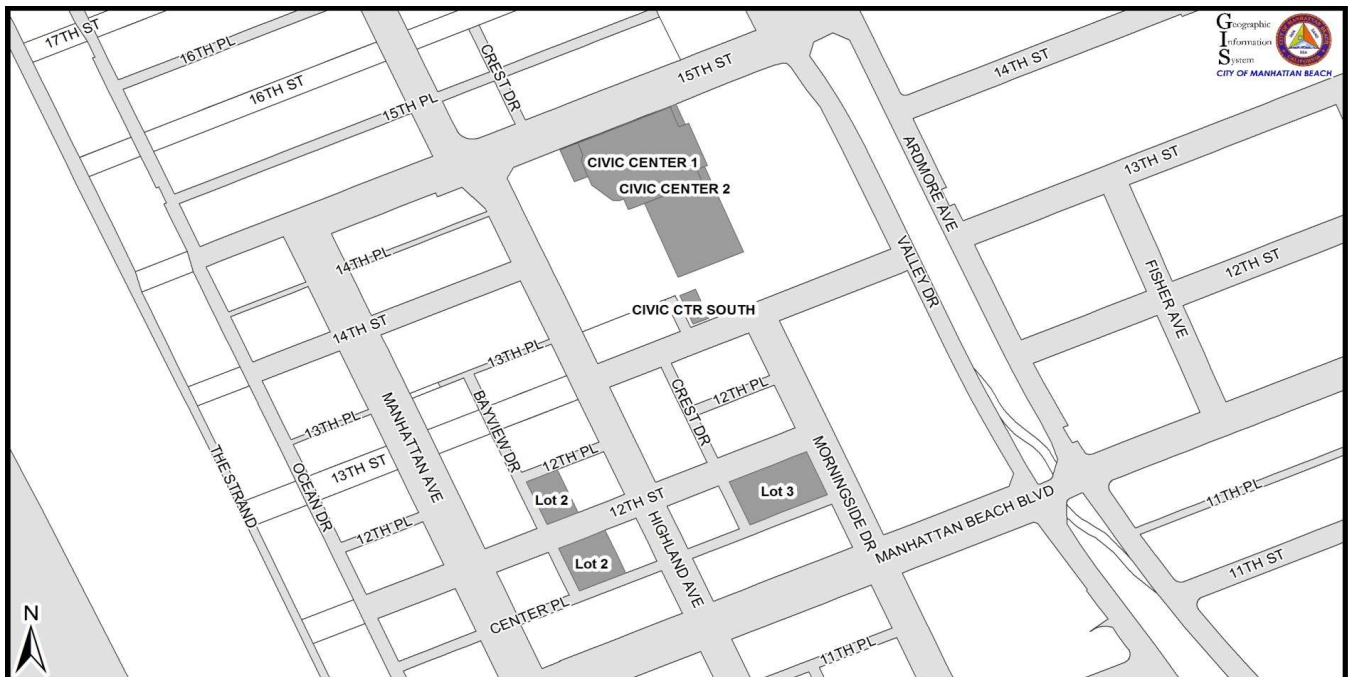 17TH ST
16TH PL
16TH ST
15TH PL
CREST DR
15TH ST
14TH ST
Geographic
Information
System
CITY OF MANHATTAN BEACH
ARDMORE AVE
13TH ST
CIVIC CENTER 1
CIVIC CENTER 2
14TH PL
VALLEY DR
FISHER AVE
12TH ST
CIVIC CTR SOUTH
14TH ST
13TH PL
MANHATTAN AVE
BAYVIEW DR
CREST DR
12TH PL
13TH PL
THE STRAND
OCEAN DR
13TH ST
12TH PL
12TH PL
Lot 2
12TH ST
Lot 3
MORNINGSIDE DR
MANHATTAN BEACH BLVD
11TH PL
HIGHLAND AVE
Lot 2
11TH ST
CENTER PL
11TH PL
N